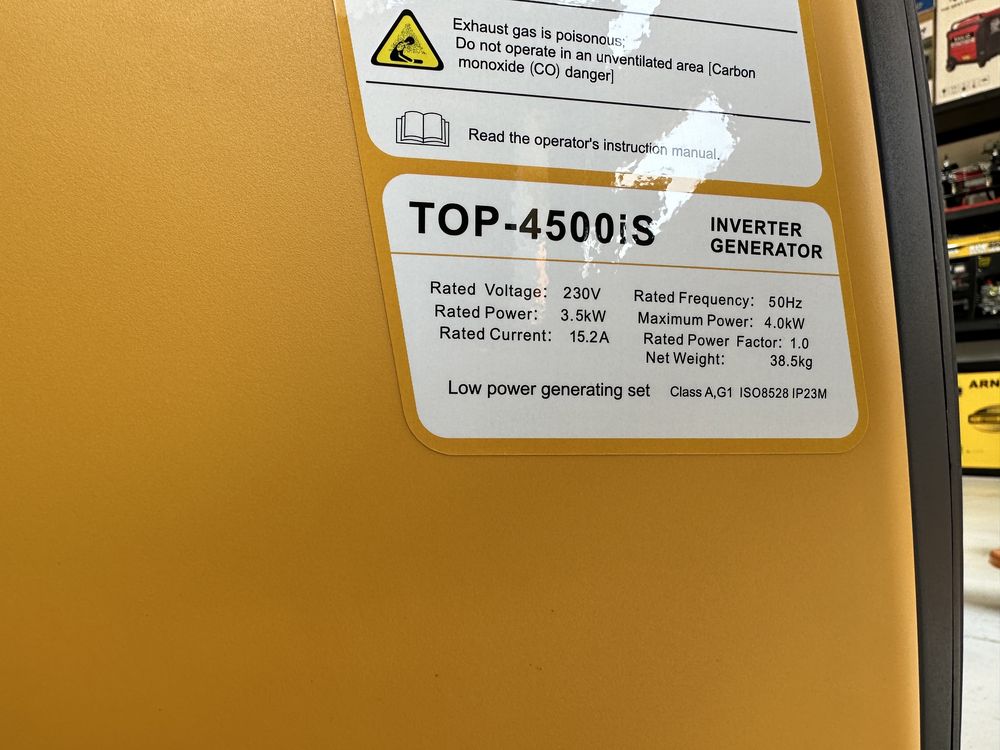 Exhaust gas is poisonous;
Do not operate in an unventilated area [Carbon
monoxide (CO) danger]
Read the operator's instruction manual.
TOP-4500iS
INVERTER
GENERATOR
Rated Voltage: 230V
Rated Frequency: 50Hz
Rated Power: 3.5kW
Maximum Power: 4.0kW
Rated Current: 15.2A
Rated Power Factor: 1.0
Net Weight: 38.5kg
Low power generating set
Class A,G1 ISO8528 IP23M
ARN